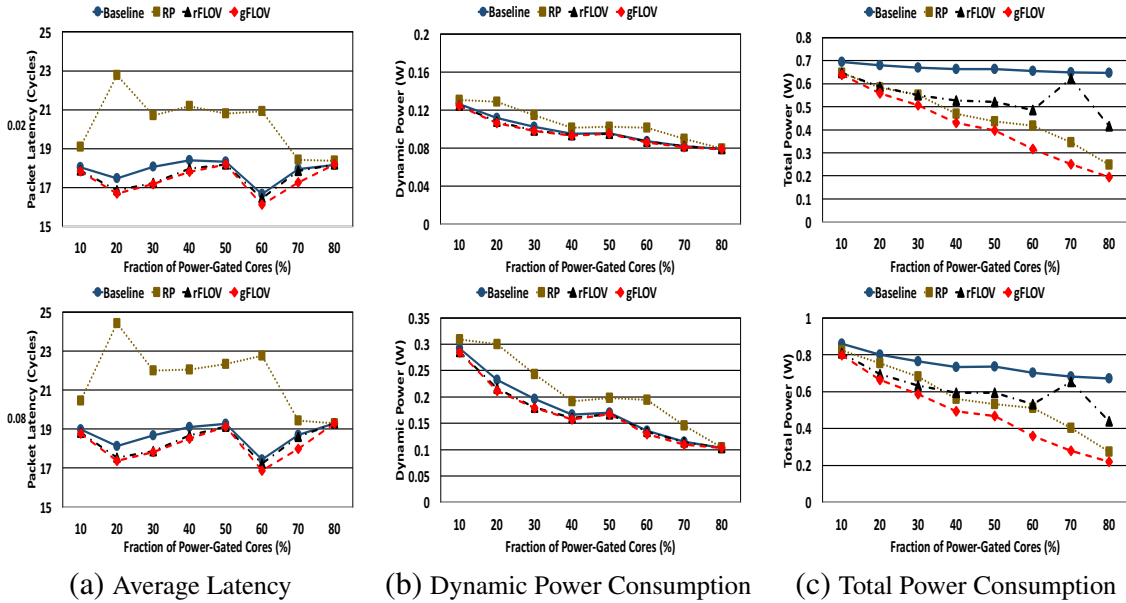 Baseline RP rFLOV gFLOV
25
23
21
19
17
15
Packet Latency (Cycles)
0.02
10 20 30 40 50 60 70 80
Fraction of Power-Gated Cores (%)
Baseline RP rFLOV gFLOV
0.2
0.16
0.12
0.08
0.04
0
Dynamic Power (W)
10 20 30 40 50 60 70 80
Fraction of Power-Gated Cores (%)
Baseline RP rFLOV gFLOV
0.8
0.7
0.6
0.5
0.4
0.3
0.2
0.1
0
Total Power (W)
10 20 30 40 50 60 70 80
Fraction of Power-Gated Cores (%)
Baseline RP rFLOV gFLOV
25
23
21
19
17
15
Packet Latency (Cycles)
0.08
10 20 30 40 50 60 70 80
Fraction of Power-Gated Cores (%)
Baseline RP rFLOV gFLOV
0.35
0.3
0.25
0.2
0.15
0.1
0.05
0
Dynamic Power (W)
10 20 30 40 50 60 70 80
Fraction of Power-Gated Cores (%)
Baseline RP rFLOV gFLOV
1
0.8
0.6
0.4
0.2
0
Total Power (W)
10 20 30 40 50 60 70 80
Fraction of Power-Gated Cores (%)
(a) Average Latency
(b) Dynamic Power Consumption
(c) Total Power Consumption